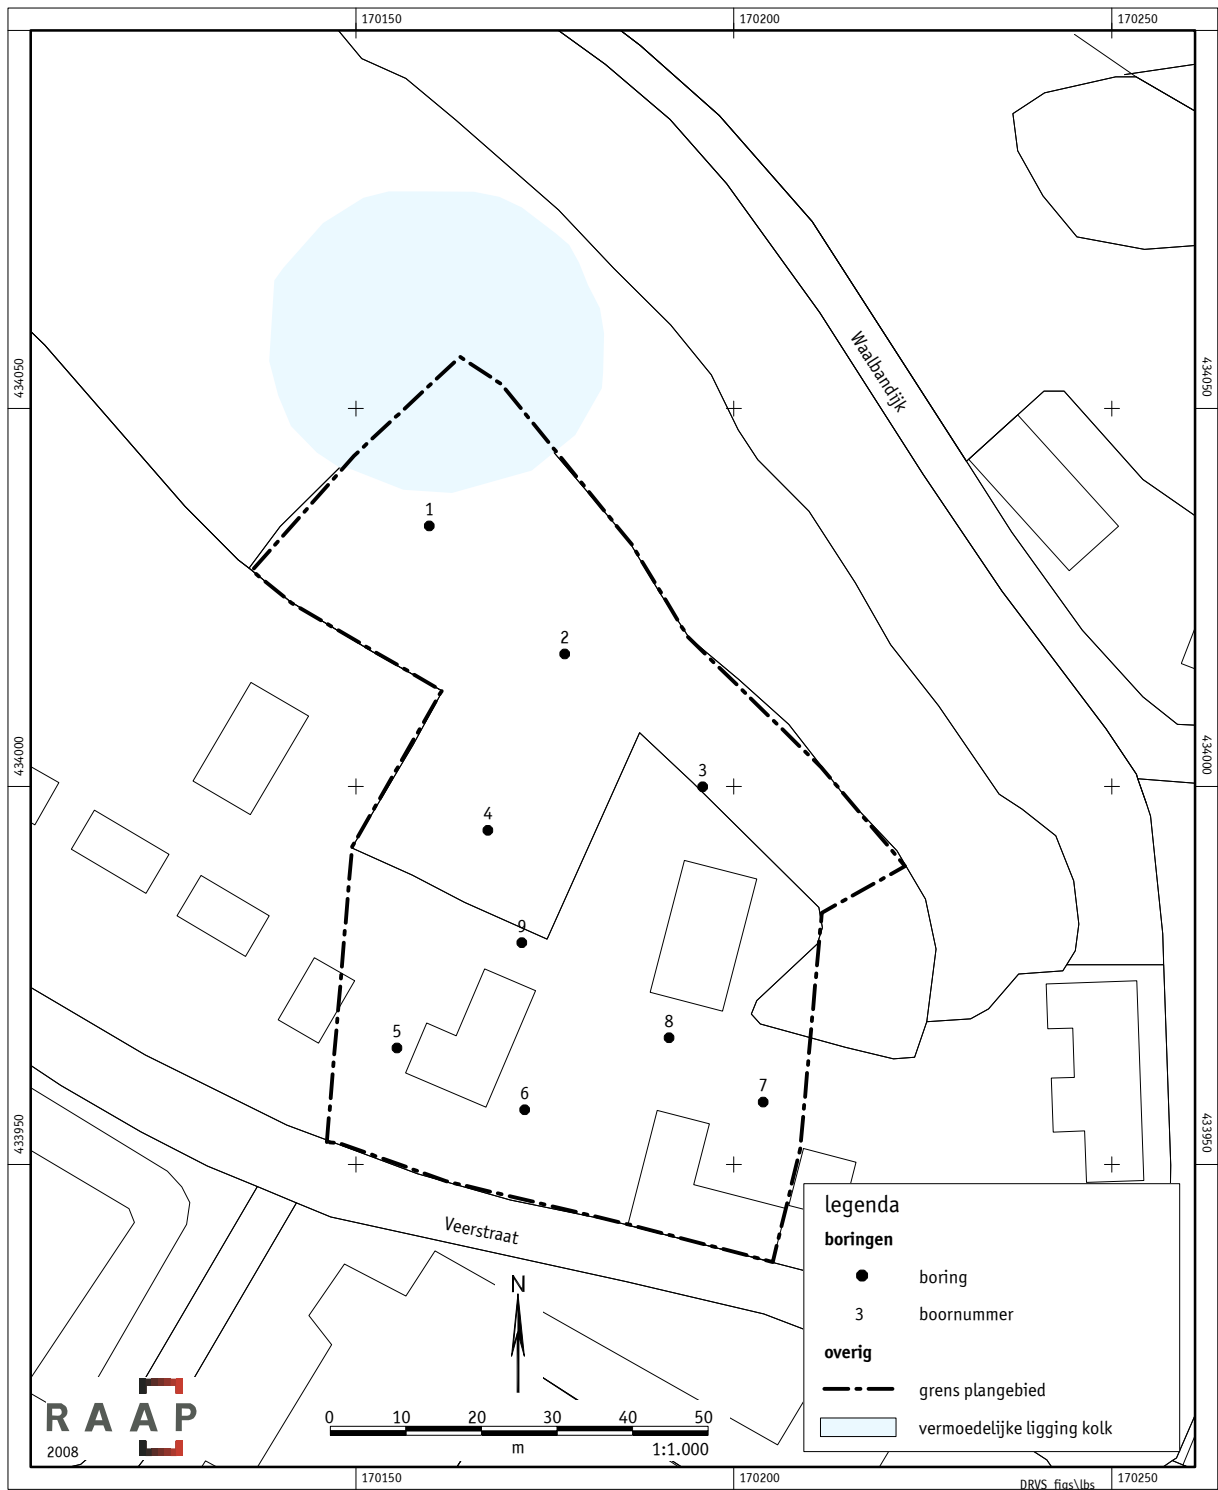 170150
170200
170250
434050
434050
Waalbandijk
1
2
3
434000
434000
4
9
8
5
7
6
433950
433950
Veerstraat
legenda
boringen
boring
3 boornummer
overig
grens plangebied
vermoedelijke ligging kolk
N
0 10 20 30 40 50
m
1:1.000
RAAP
2008
170150
170200
170250
DRVS_figs\lbs